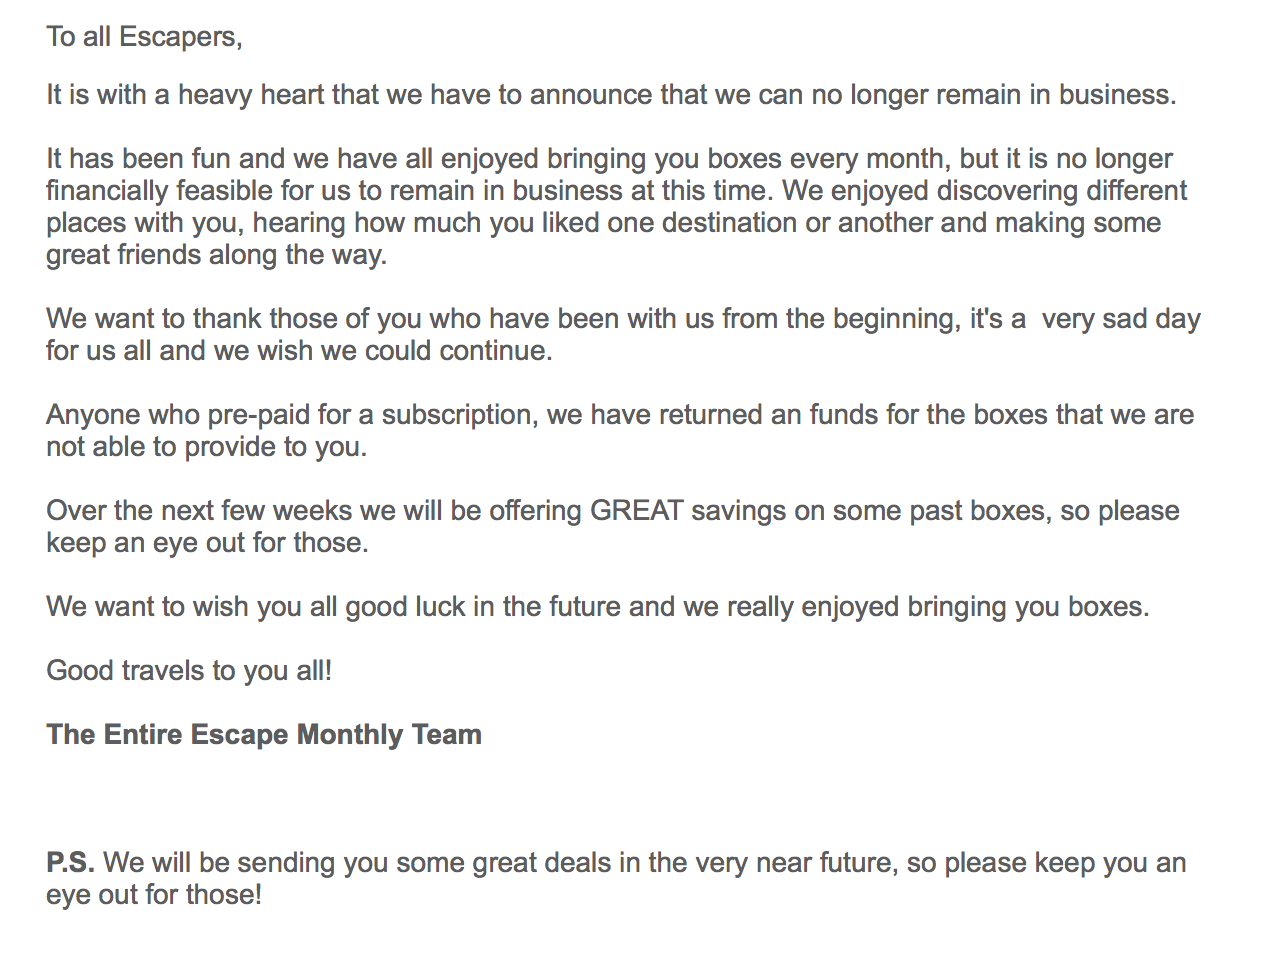 To all Escapers,
It is with a heavy heart that we have to announce that we can no longer remain in business.
It has been fun and we have all enjoyed bringing you boxes every month, but it is no longer
financially feasible for us to remain in business at this time. We enjoyed discovering different
places with you, hearing how much you liked one destination or another and making some
great friends along the way.
We want to thank those of you who have been with us from the beginning, it's a  very sad day
for us all and we wish we could continue.
Anyone who pre-paid for a subscription, we have returned an funds for the boxes that we are
not able to provide to you.
Over the next few weeks we will be offering GREAT savings on some past boxes, so please
keep an eye out for those.
We want to wish you all good luck in the future and we really enjoyed bringing you boxes.
Good travels to you all!
The Entire Escape Monthly Team
P.S. We will be sending you some great deals in the very near future, so please keep you an
eye out for those!